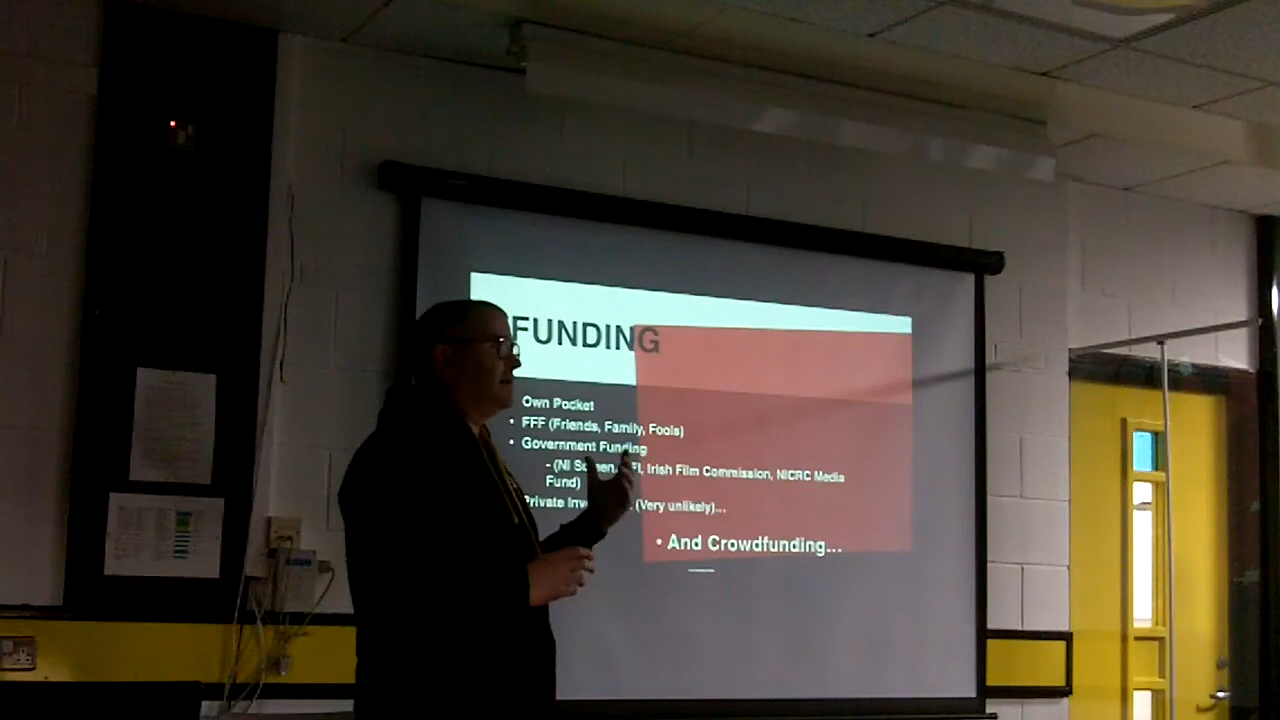 FUNDING
Own Pocket
• FFF (Friends, Family, Fools)
• Government Funding
- (NI Irish Film Commission, NICRC Media
Fund)
Private (Very unlikely)...
• And Crowdfunding...